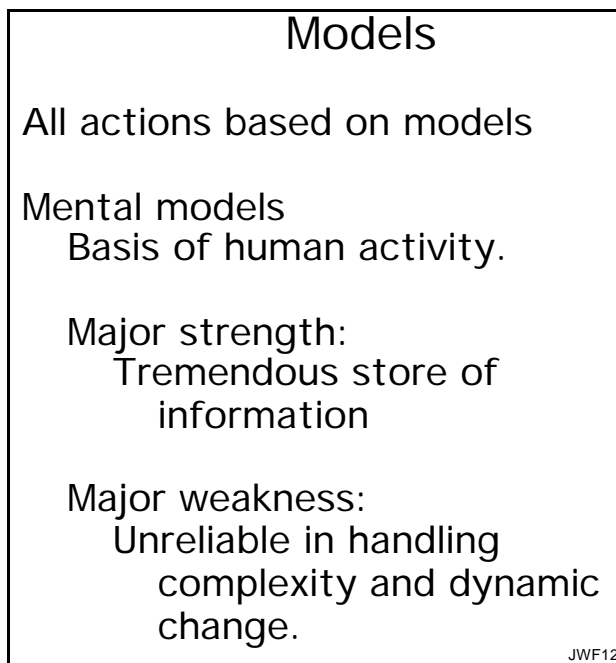 Models
All actions based on models
Mental models
Basis of human activity.
Major strength:
Tremendous store of
information
Major weakness:
Unreliable in handling
complexity and dynamic
change.
JWF12